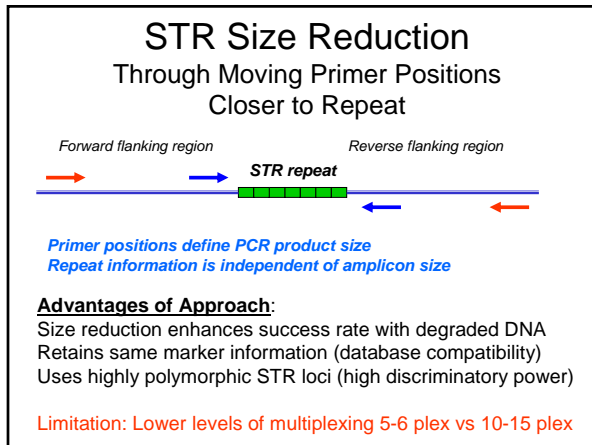 STR Size Reduction
Through Moving Primer Positions
Closer to Repeat
Forward flanking region
Reverse flanking region
STR repeat
Primer positions define PCR product size
Repeat information is independent of amplicon size
Advantages of Approach:
Size reduction enhances success rate with degraded DNA
Retains same marker information (database compatibility)
Uses highly polymorphic STR loci (high discriminatory power)
Limitation: Lower levels of multiplexing 5-6 plex vs 10-15 plex